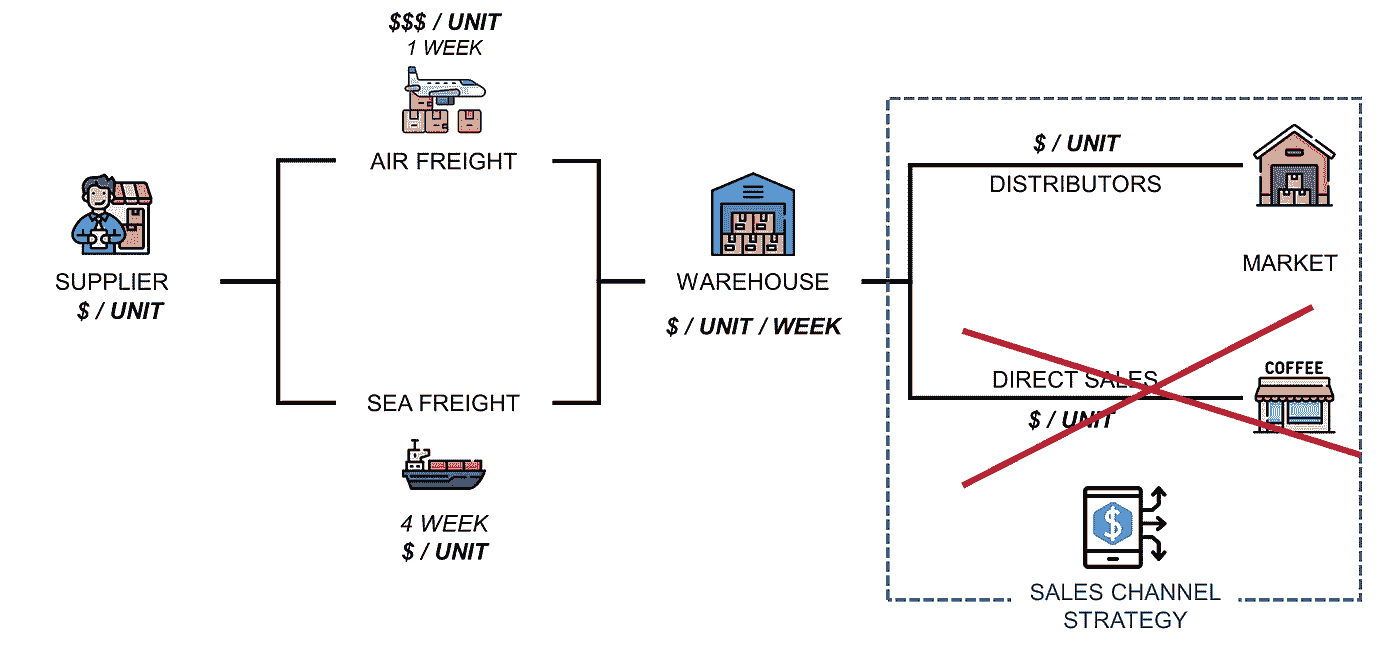 $$$ / UNIT
1 WEEK
AIR FREIGHT
SUPPLIER
$ / UNIT
SEA FREIGHT
4 WEEK
$ / UNIT
WAREHOUSE
$ / UNIT / WEEK
$ / UNIT
DISTRIBUTORS
MARKET
DIRECT SALES
$ / UNIT
COFFEE
$
SALES CHANNEL
STRATEGY